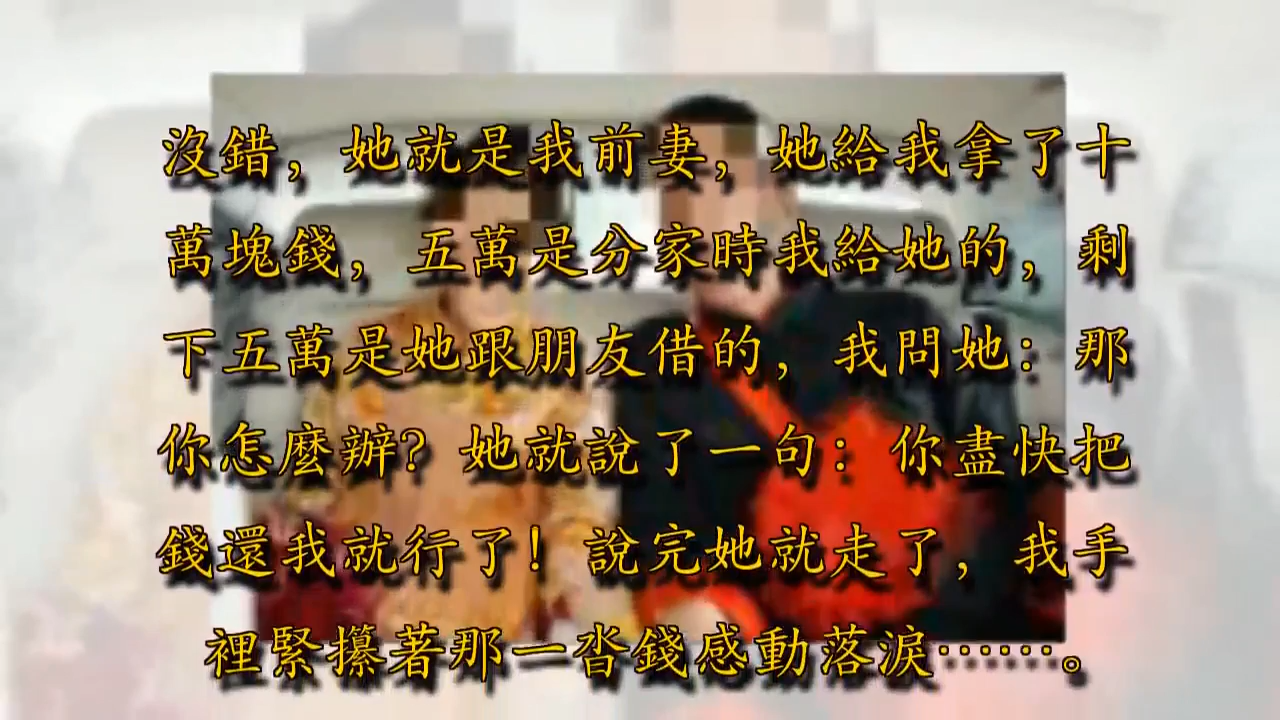 沒錯，她就是我前妻，她給我拿了十
萬塊錢，五萬是分家時我給她的，剩
下五萬是她跟朋友借的，我問她：那
你怎麼辦？她就說了一句：你盡快把
錢還我就行了！說完她就走了，我手
裡緊攥著那一沓錢感動落淚……。